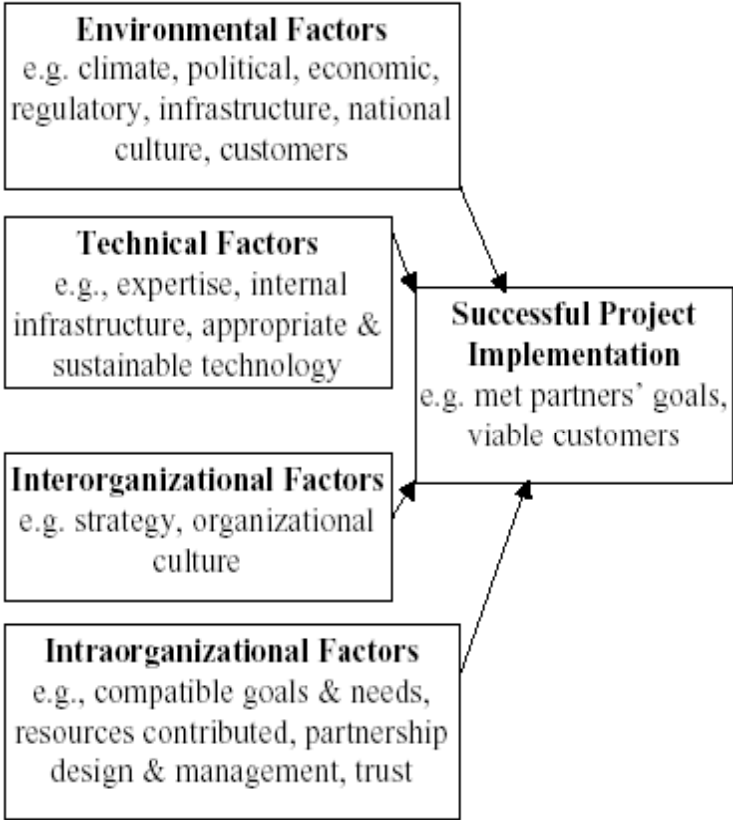 Environmental Factors
e.g. climate, political, economic,
regulatory, infrastructure, national
culture, customers
Technical Factors
e.g., expertise, internal
infrastructure, appropriate &
sustainable technology
Successful Project
Implementation
e.g. met partners’ goals,
viable customers
Interorganizational Factors
e.g. strategy, organizational
culture
Intraorganizational Factors
e.g., compatible goals & needs,
resources contributed, partnership
design & management, trust